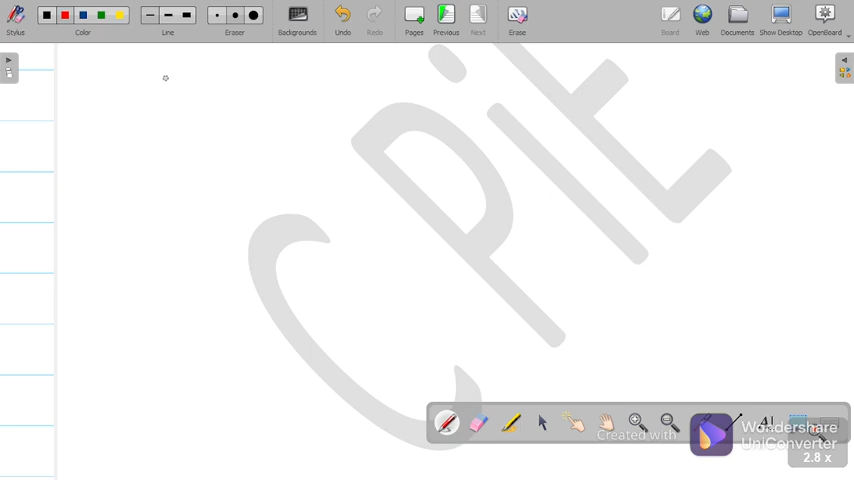 Stylus Color Line Eraser Backgrounds Undo Redo Pages Previous Next Erase Board Web Documents Show Desktop OpenBoard
C PiE
Created with Wondershare UniConverter
2.8 x